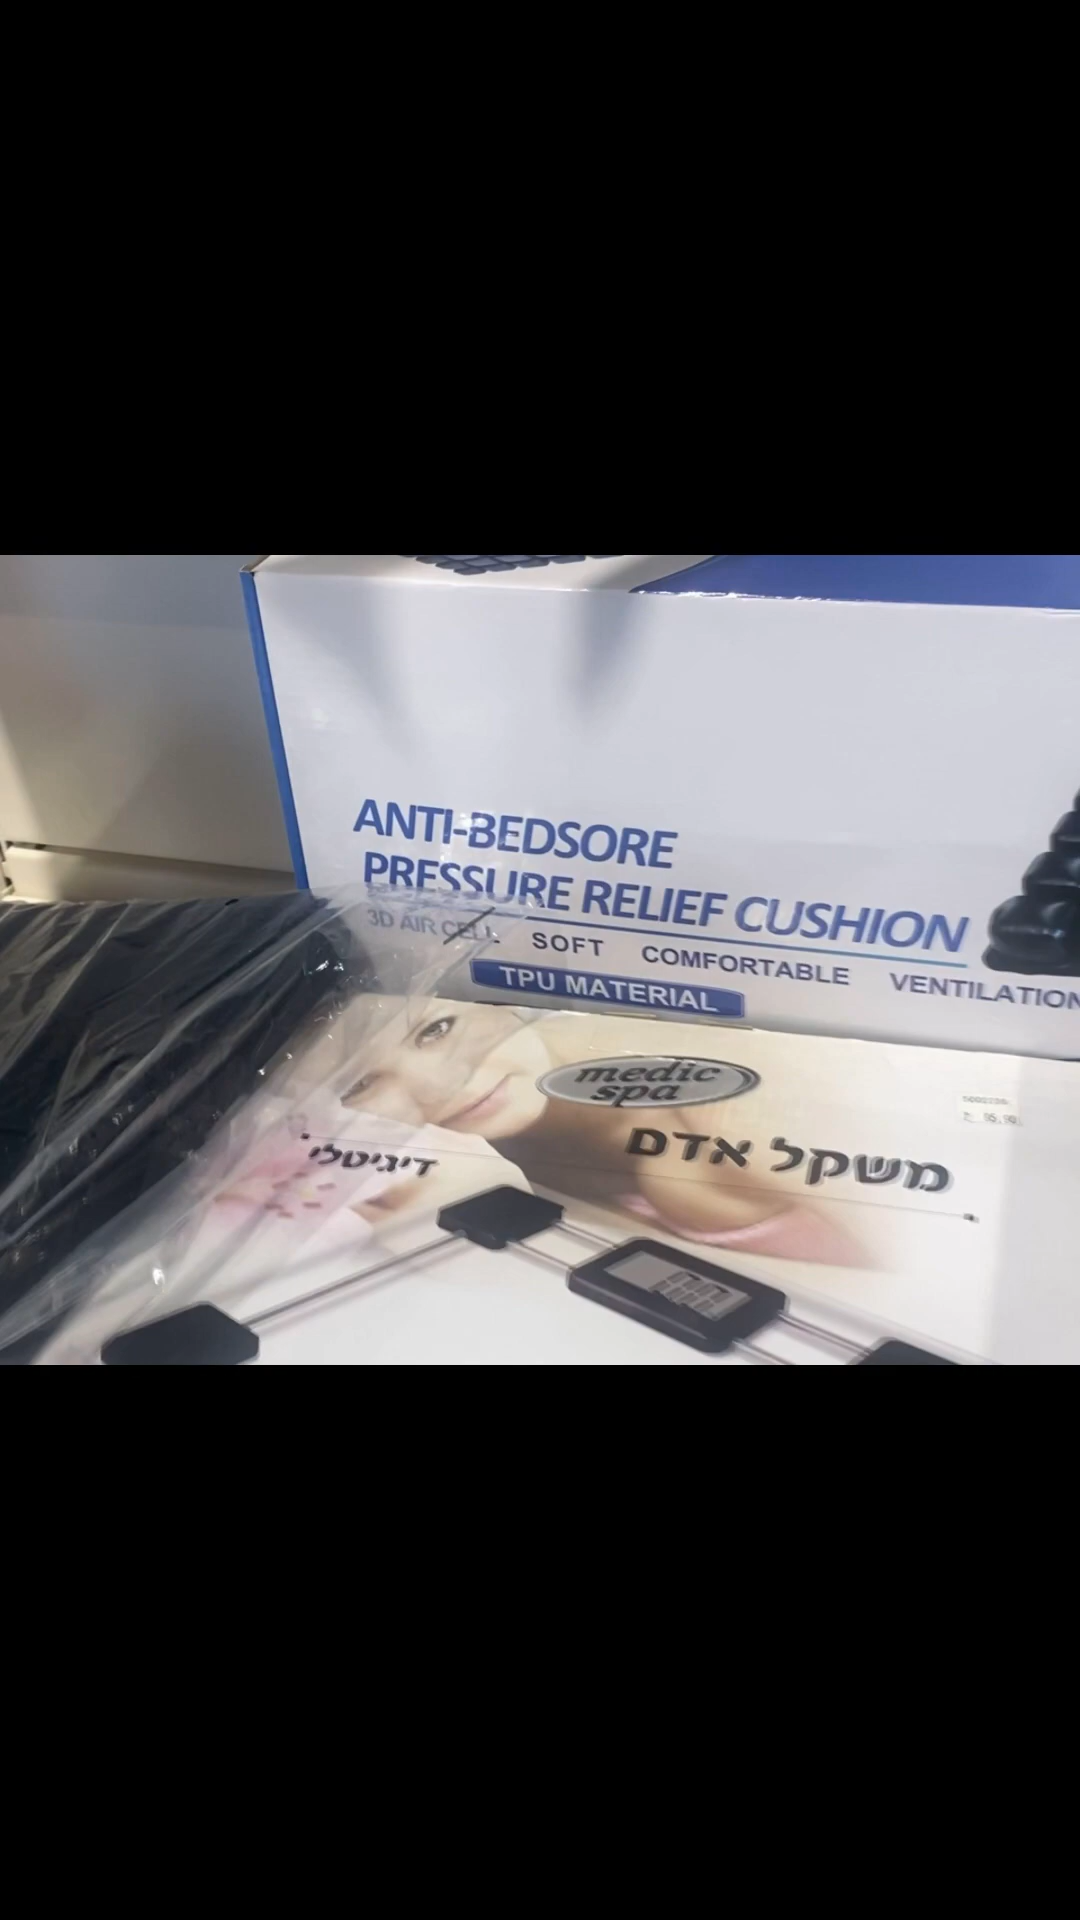 ANTI-BEDSORE
PRESSURE RELIEF CUSHION
3D AIR CELL SOFT COMFORTABLE VENTILATION
TPU MATERIAL
medic
spa
משקל אדם
דיגיטלי